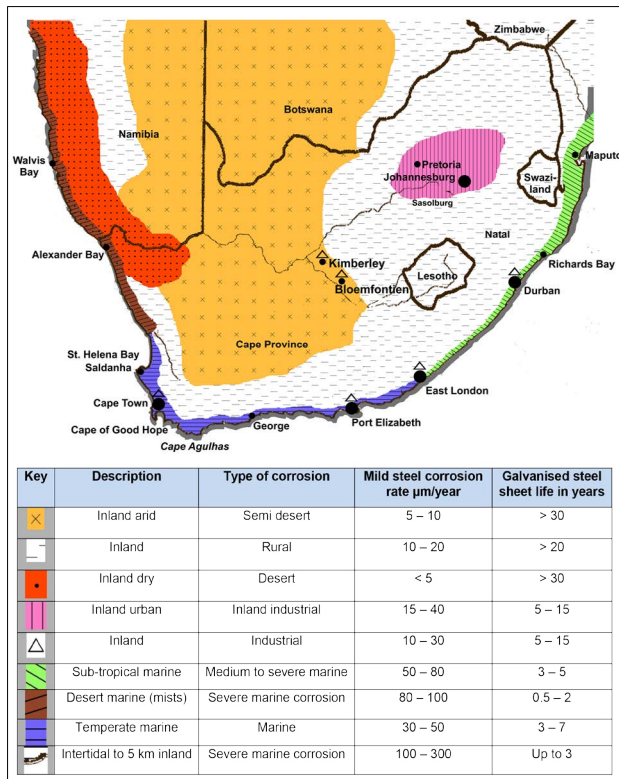 Zimbabwe
Botswana
Namibia
Walvis
Bay
Maputo
Pretoria
Johannesburg
Swazi-
land
Sasolburg
Natal
Alexander Bay
Richards Bay
Kimberley
Lesotho
Bloemfontien
Durban
Cape Province
St. Helena Bay
Saldanha
East London
Cape Town
Port Elizabeth
George
Cape of Good Hope
Cape Agulhas
Key Description Type of corrosion Mild steel corrosion rate µm/year Galvanised steel sheet life in years
Inland arid Semi desert 5 – 10 > 30
Inland Rural 10 – 20 > 20
Inland dry Desert < 5 > 30
Inland urban Inland industrial 15 – 40 5 – 15
Inland Industrial 10 – 30 5 – 15
Sub-tropical marine Medium to severe marine 50 – 80 3 – 5
Desert marine (mists) Severe marine corrosion 80 – 100 0.5 – 2
Temperate marine Marine 30 – 50 3 – 7
Intertidal to 5 km inland Severe marine corrosion 100 – 300 Up to 3